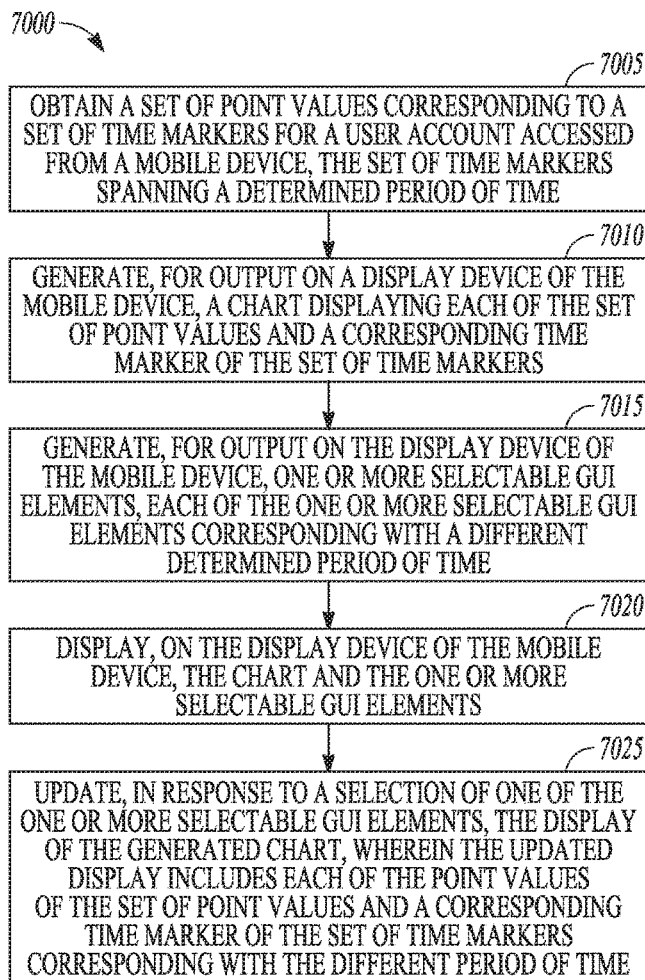 7000
7005
OBTAIN A SET OF POINT VALUES CORRESPONDING TO A
SET OF TIME MARKERS FOR A USER ACCOUNT ACCESSED
FROM A MOBILE DEVICE, THE SET OF TIME MARKERS
SPANNING A DETERMINED PERIOD OF TIME
7010
GENERATE, FOR OUTPUT ON A DISPLAY DEVICE OF THE
MOBILE DEVICE, A CHART DISPLAYING EACH OF THE SET
OF POINT VALUES AND A CORRESPONDING TIME
MARKER OF THE SET OF TIME MARKERS
7015
GENERATE, FOR OUTPUT ON THE DISPLAY DEVICE OF
THE MOBILE DEVICE, ONE OR MORE SELECTABLE GUI
ELEMENTS, EACH OF THE ONE OR MORE SELECTABLE GUI
ELEMENTS CORRESPONDING WITH A DIFFERENT
DETERMINED PERIOD OF TIME
7020
DISPLAY, ON THE DISPLAY DEVICE OF THE MOBILE
DEVICE, THE CHART AND THE ONE OR MORE
SELECTABLE GUI ELEMENTS
7025
UPDATE, IN RESPONSE TO A SELECTION OF ONE OF THE
ONE OR MORE SELECTABLE GUI ELEMENTS, THE DISPLAY
OF THE GENERATED CHART, WHEREIN THE UPDATED
DISPLAY INCLUDES EACH OF THE POINT VALUES
OF THE SET OF POINT VALUES AND A CORRESPONDING
TIME MARKER OF THE SET OF TIME MARKERS
CORRESPONDING WITH THE DIFFERENT PERIOD OF TIME